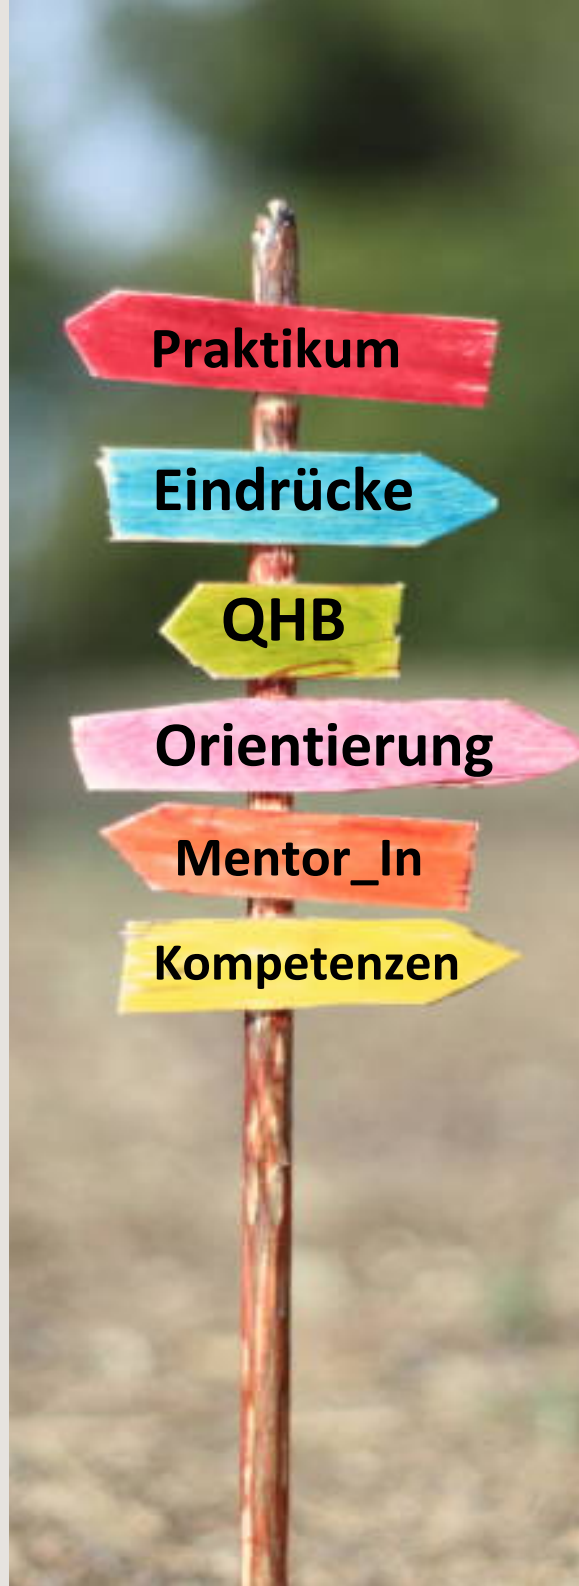 Praktikum
Eindrücke
QHB
Orientierung
Mentor_In
Kompetenzen